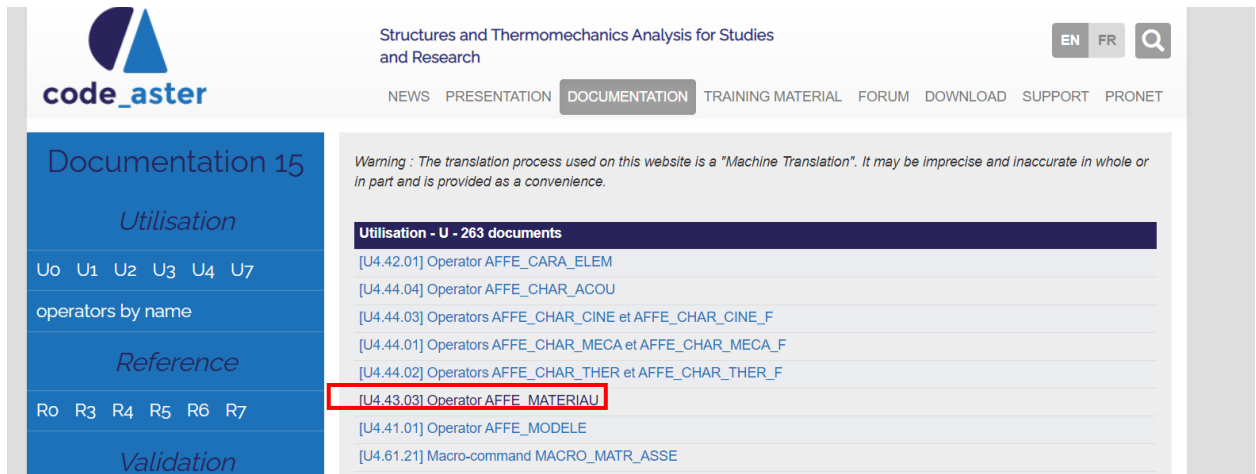 code_aster
Structures and Thermomechanics Analysis for Studies
and Research
EN FR
NEWS PRESENTATION DOCUMENTATION TRAINING MATERIAL FORUM DOWNLOAD SUPPORT PRONET
Documentation 15
Utilisation
U0 U1 U2 U3 U4 U7
operators by name
Reference
R0 R3 R4 R5 R6 R7
Validation
Warning : The translation process used on this website is a "Machine Translation". It may be imprecise and inaccurate in whole or
in part and is provided as a convenience.
Utilisation - U - 263 documents
[U4.42.01] Operator AFFE_CARA_ELEM
[U4.44.04] Operator AFFE_CHAR_ACOU
[U4.44.03] Operators AFFE_CHAR_CINE et AFFE_CHAR_CINE_F
[U4.44.01] Operators AFFE_CHAR_MECA et AFFE_CHAR_MECA_F
[U4.44.02] Operators AFFE_CHAR_THER et AFFE_CHAR_THER_F
[U4.43.03] Operator AFFE_MATERIAU
[U4.41.01] Operator AFFE_MODELE
[U4.61.21] Macro-command MACRO_MATR_ASSE